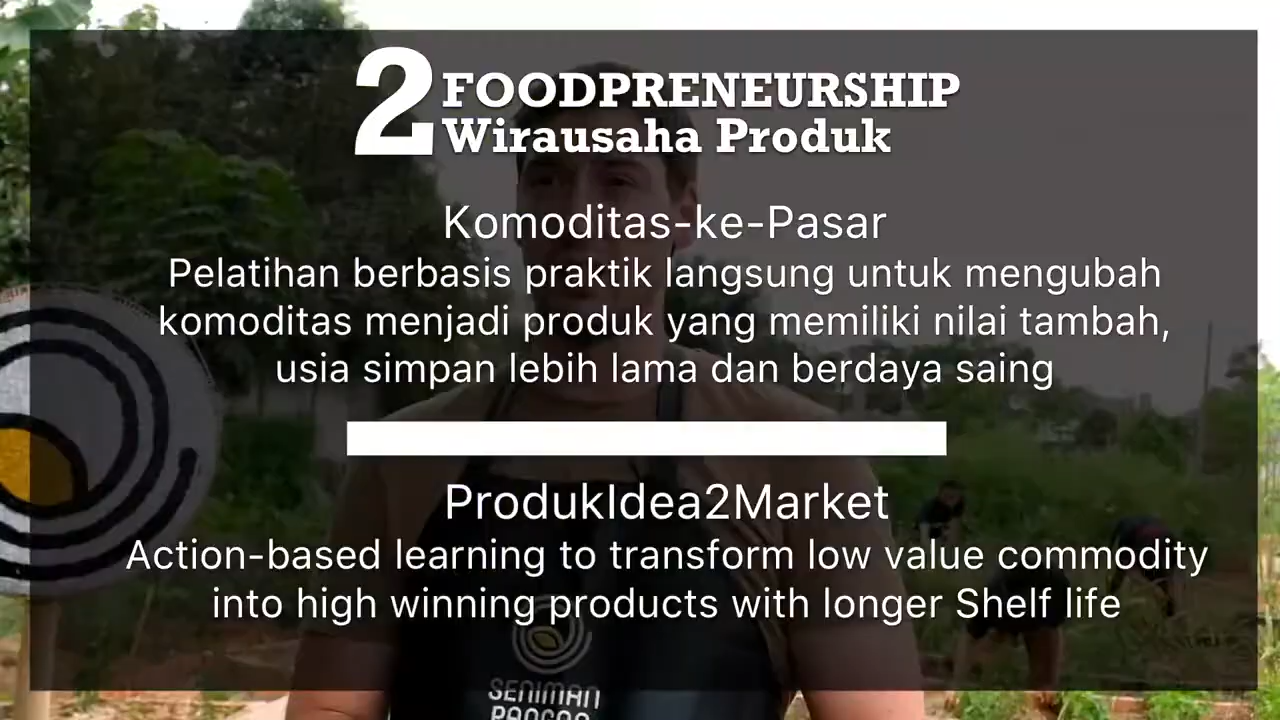 2 FOODPRENEURSHIP
Wirausaha Produk
Komoditas-ke-Pasar
Pelatihan berbasis praktik langsung untuk mengubah
komoditas menjadi produk yang memiliki nilai tambah,
usia simpan lebih lama dan berdaya saing
ProdukIdea2Market
Action-based learning to transform low value commodity
into high winning products with longer Shelf life
SENIMAN
PANGAN